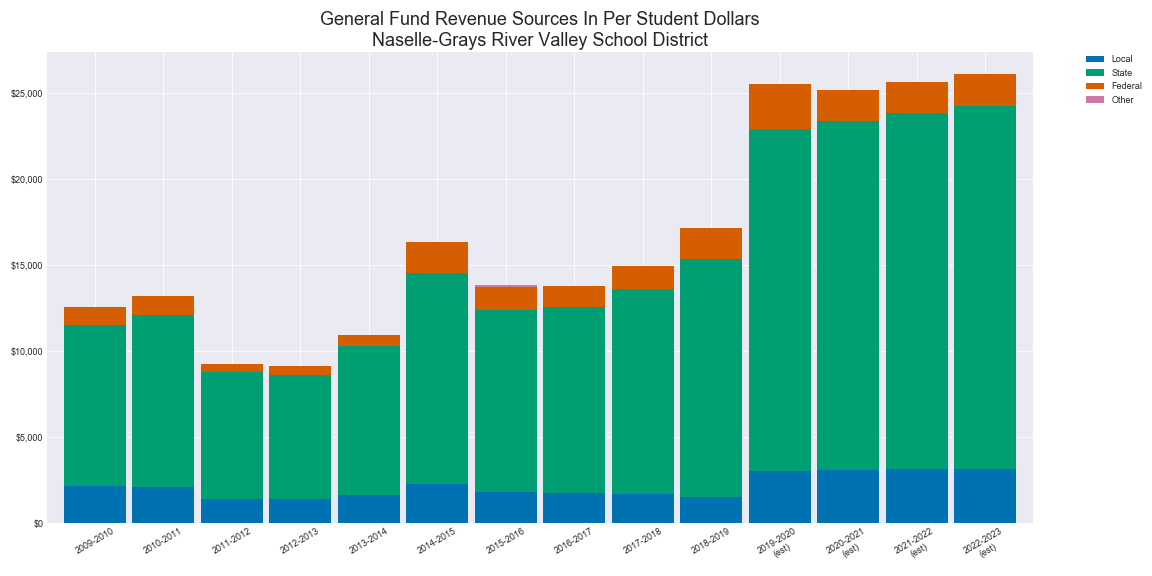 General Fund Revenue Sources In Per Student Dollars
Naselle-Grays River Valley School District
Local
State
Federal
Other
$25,000
$20,000
$15,000
$10,000
$5,000
$0
2009-2010
2010-2011
2011-2012
2012-2013
2013-2014
2014-2015
2015-2016
2016-2017
2017-2018
2018-2019
2019-2020
(est)
2020-2021
(est)
2021-2022
(est)
2022-2023
(est)